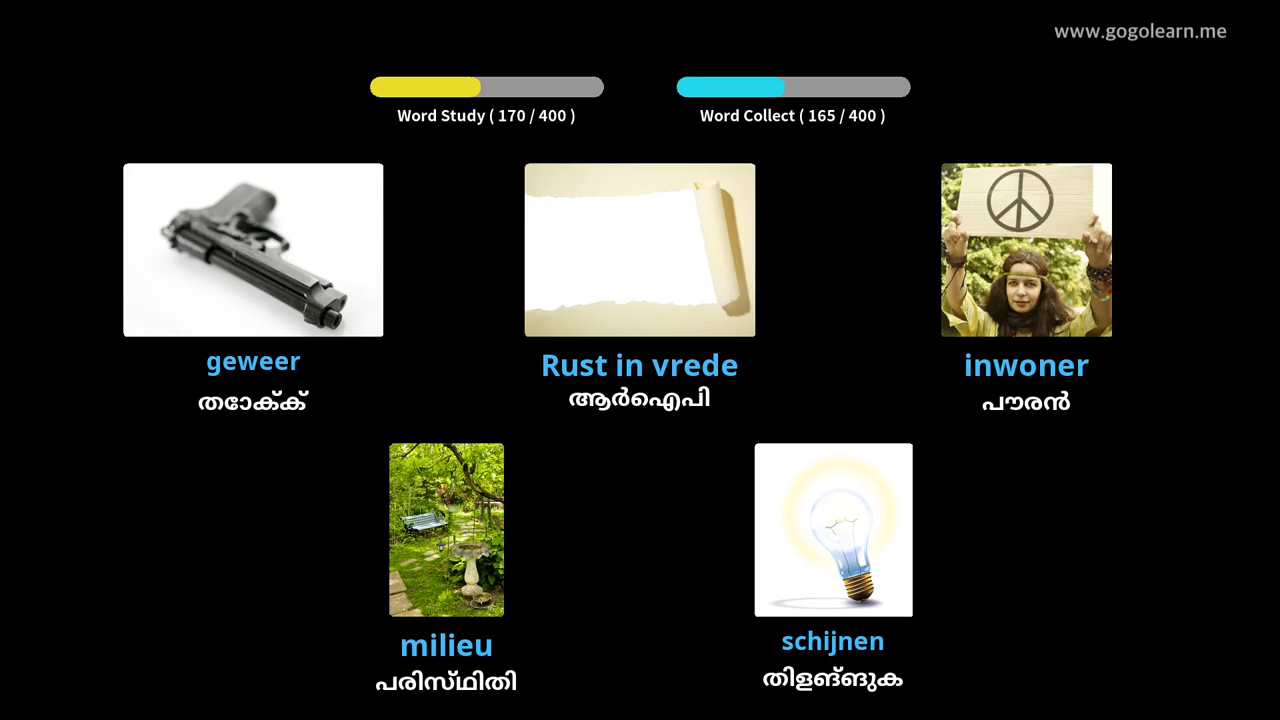 www.gogolearn.me
Word Study ( 170 / 400 )
Word Collect ( 165 / 400 )
geweer
തോക്ക്
Rust in vrede
ആർഐപി
inwoner
പൗരൻ
milieu
പരിസ്ഥിതി
schijnen
തിളങ്ങുക